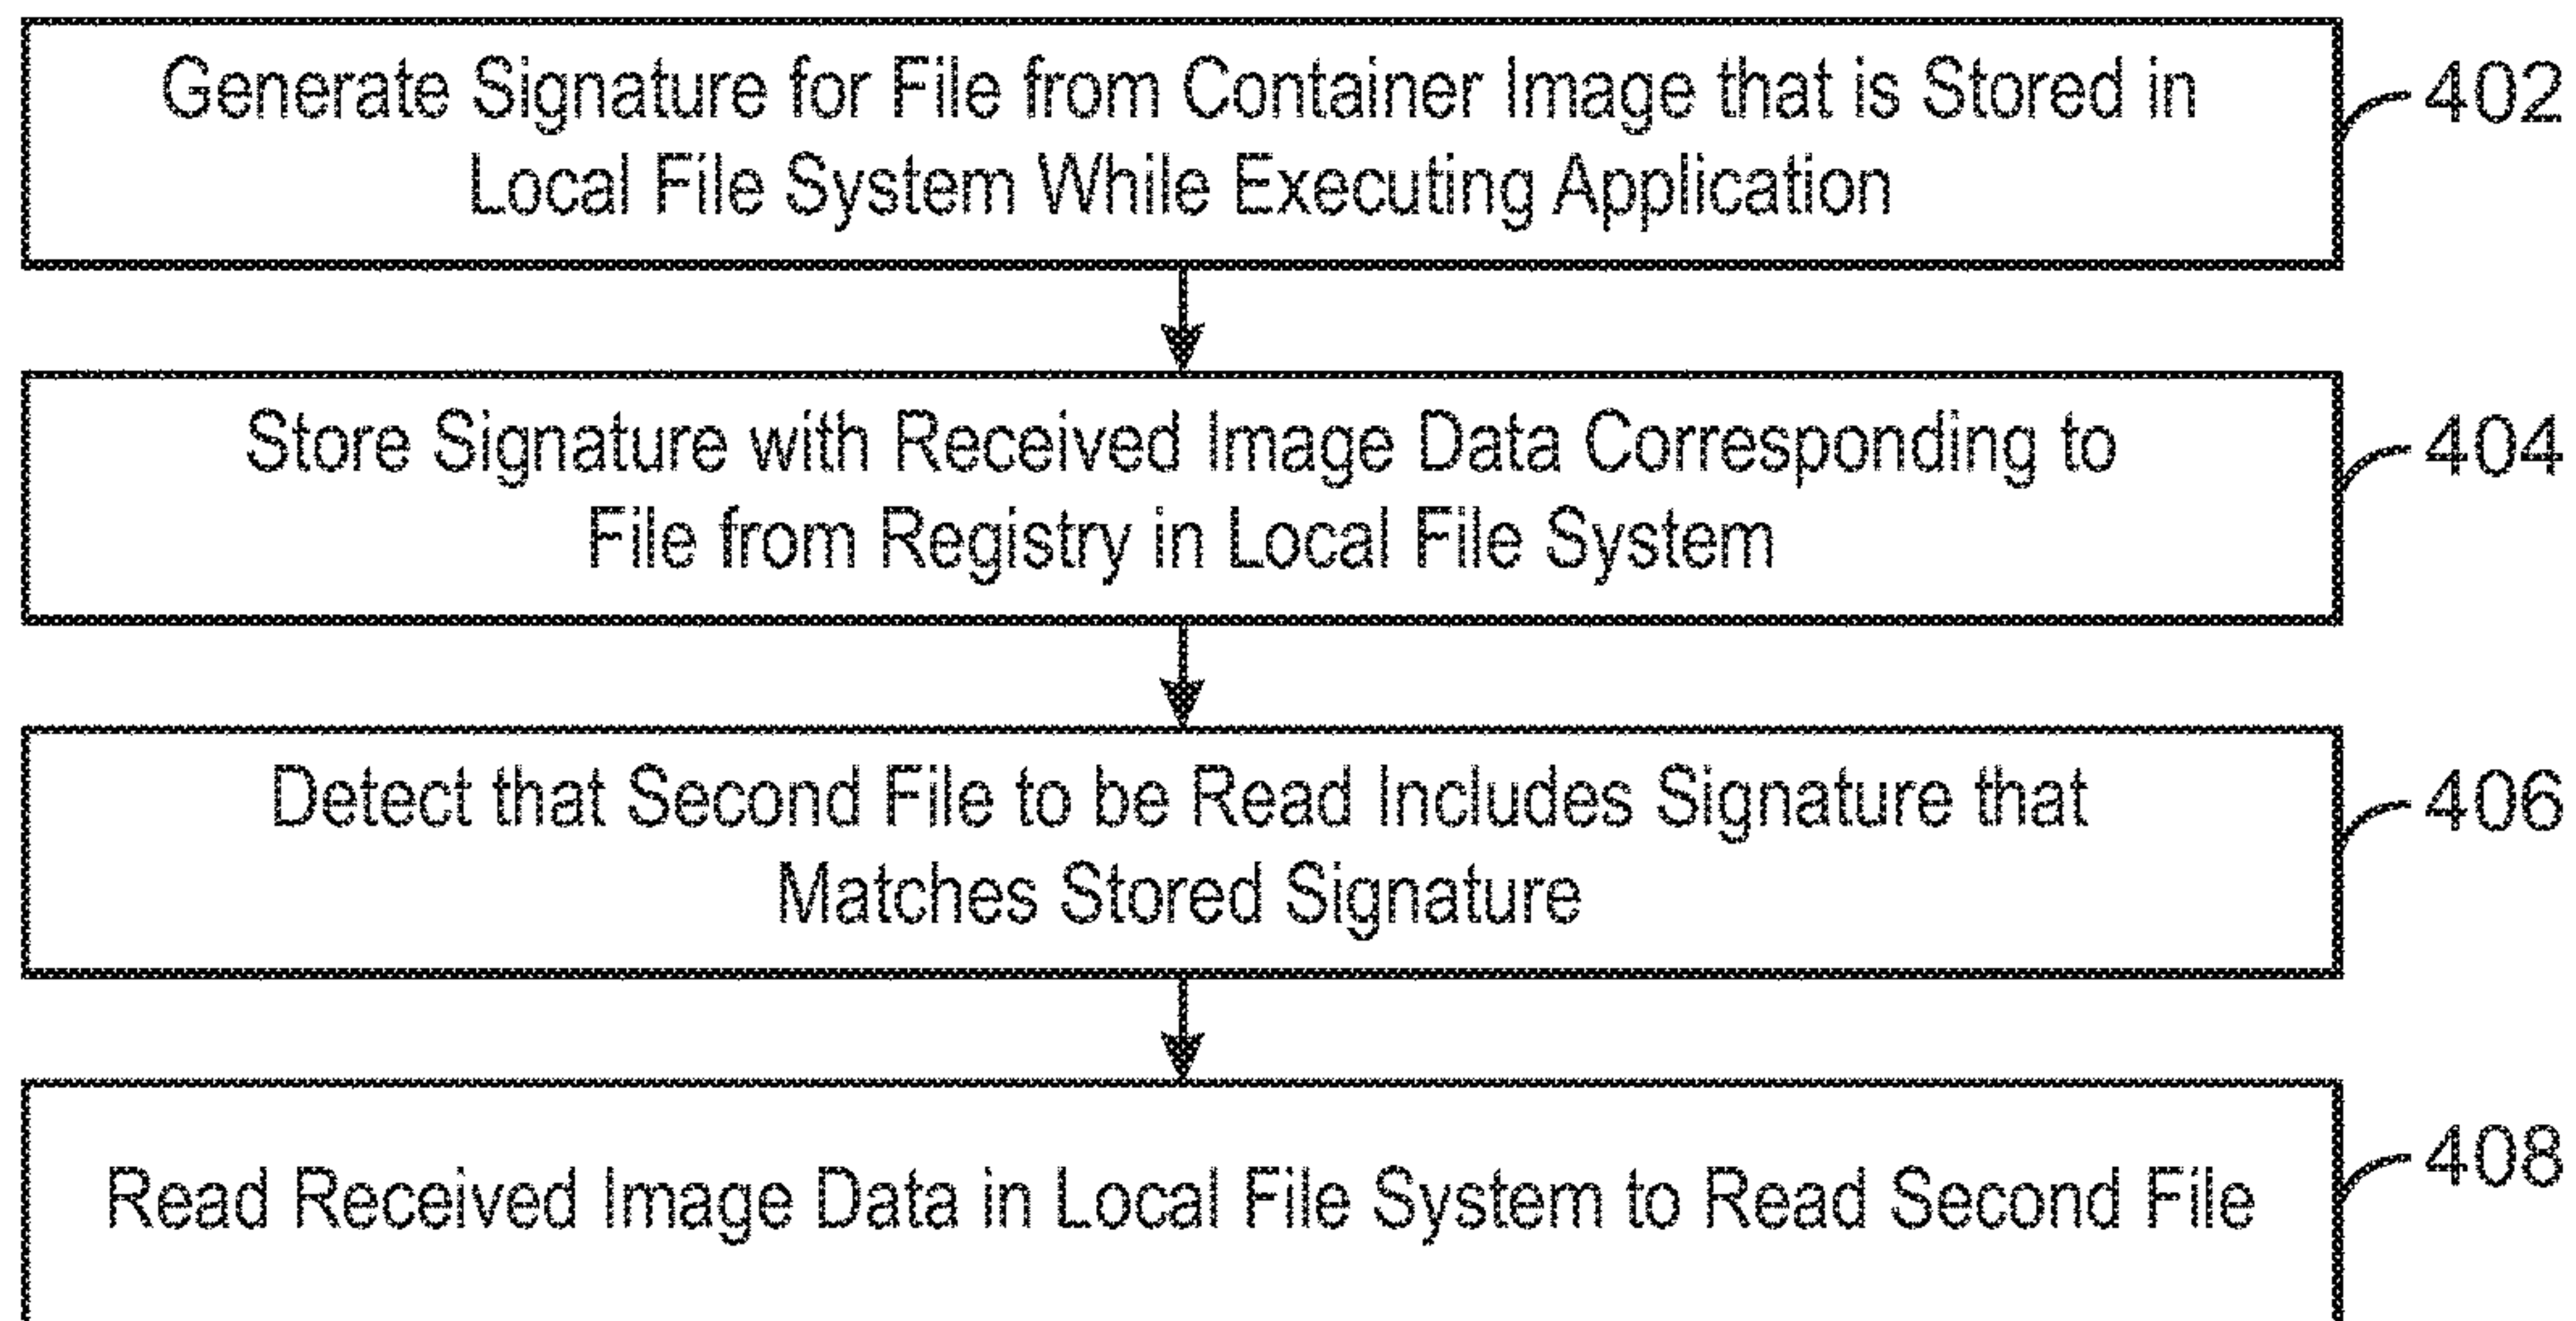 Generate Signature for File from Container Image that is Stored in
Local File System While Executing Application
402
Store Signature with Received Image Data Corresponding to
File from Registry in Local File System
404
Detect that Second File to be Read Includes Signature that
Matches Stored Signature
406
Read Received Image Data in Local File System to Read Second File
408